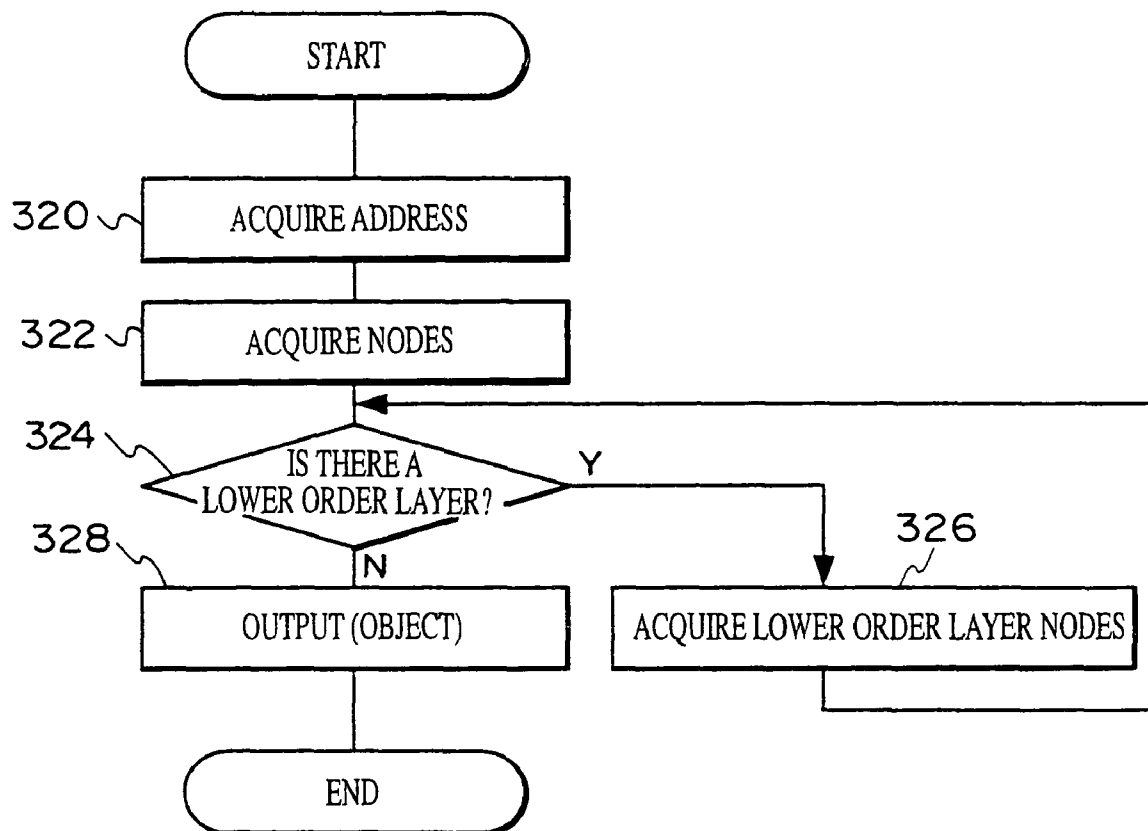 START
320
ACQUIRE ADDRESS
322
ACQUIRE NODES
324
IS THERE A
LOWER ORDER LAYER?
Y
N
328
OUTPUT (OBJECT)
326
ACQUIRE LOWER ORDER LAYER NODES
END